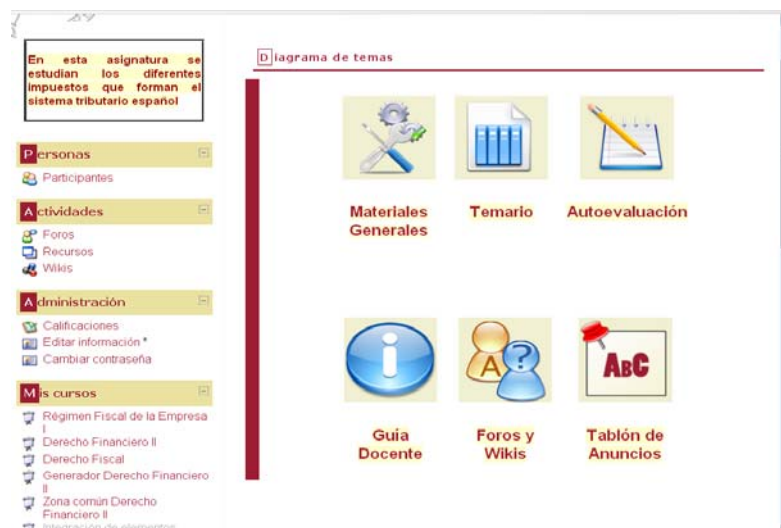 En esta asignatura se
estudian los diferentes
impuestos que forman el
sistema tributario español
Personas
Participantes
Actividades
Foros
Recursos
Wikis
Administración
Calificaciones
Editar información *
Cambiar contraseña
Mis cursos
Régimen Fiscal de la Empresa
I
Derecho Financiero II
Derecho Fiscal
Generador Derecho Financiero
II
Zona común Derecho
Financiero II
Integración de elementos
Diagrama de temas
Materiales
Generales
Temario
Autoevaluación
A ?
ABC
Guia
Docente
Foros y
Wikis
Tablón de
Anuncios